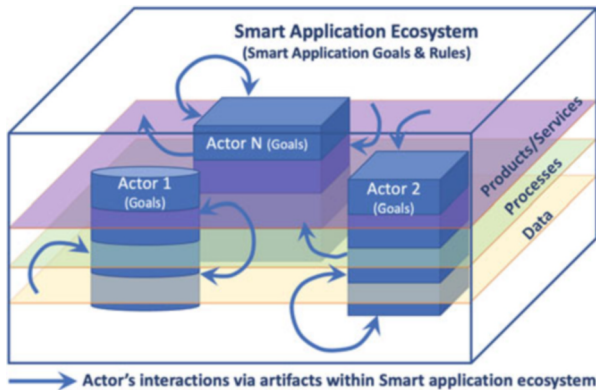 Smart Application Ecosystem
(Smart Application Goals & Rules)
Actor N (Goals)
Actor 1
(Goals)
Actor 2
(Goals)
Products/Services
Processes
Data
Actor's interactions via artifacts within Smart application ecosystem